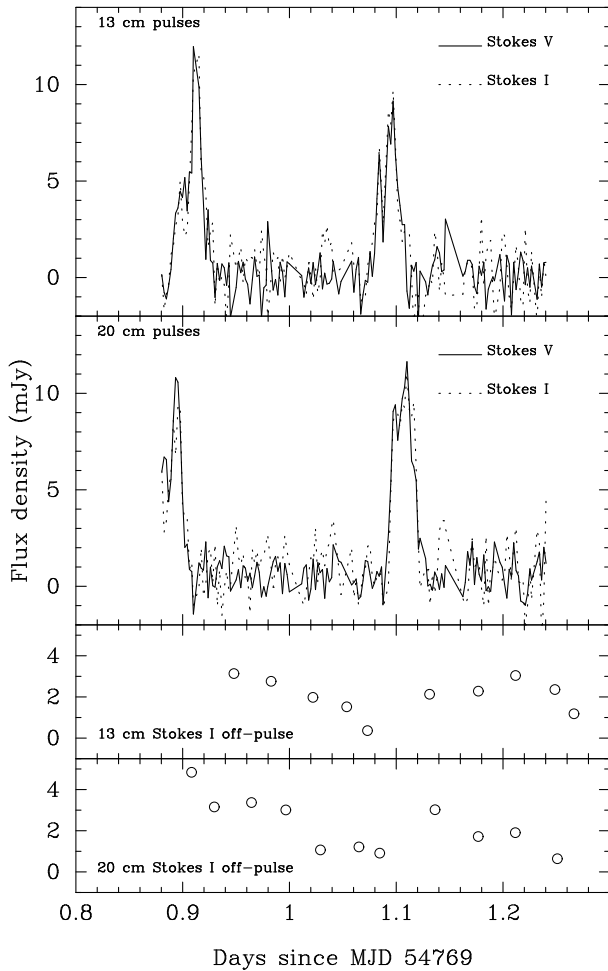 13 cm pulses
Stokes V
Stokes I
10
5
0
20 cm pulses
Stokes V
Stokes I
10
5
0
Flux density (mJy)
4
2
0
13 cm Stokes I off-pulse
4
2
0
20 cm Stokes I off-pulse
0.8 0.9 1 1.1 1.2
Days since MJD 54769